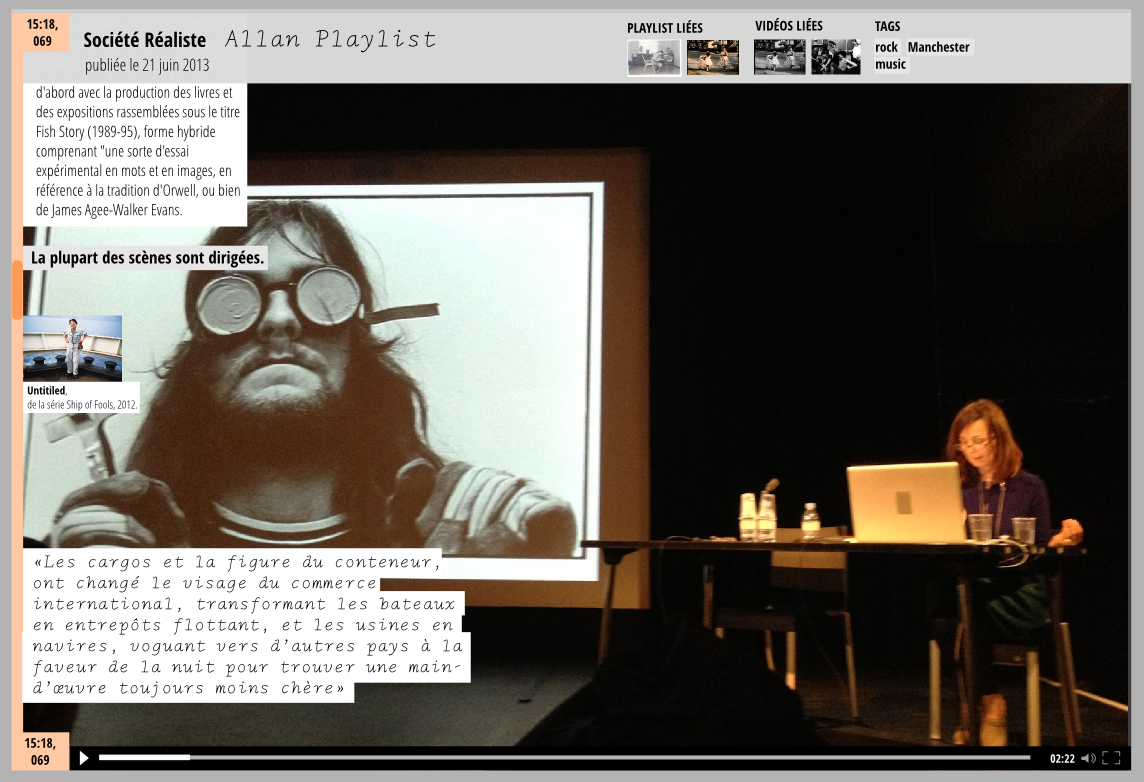 15:18,
069
Société Réaliste Allan Playlist
publiée le 21 juin 2013
PLAYLIST LIÉES
VIDÉOS LIÉES
TAGS
rock Manchester
music
d'abord avec la production des livres et
des expositions rassemblées sous le titre
Fish Story (1989-95), forme hybride
comprenant "une sorte d'essai
expérimental en mots et en images, en
référence à la tradition d'Orwell, ou bien
de James Agee-Walker Evans.
La plupart des scènes sont dirigées.
Untitiled,
de la série Ship of Fools, 2012.
«Les cargos et la figure du conteneur,
ont changé le visage du commerce
international, transformant les bateaux
en entrepôts flottant, et les usines en
navires, voguant vers d'autres pays à la
faveur de la nuit pour trouver une main-
d'œuvre toujours moins chère»
15:18,
069
02:22